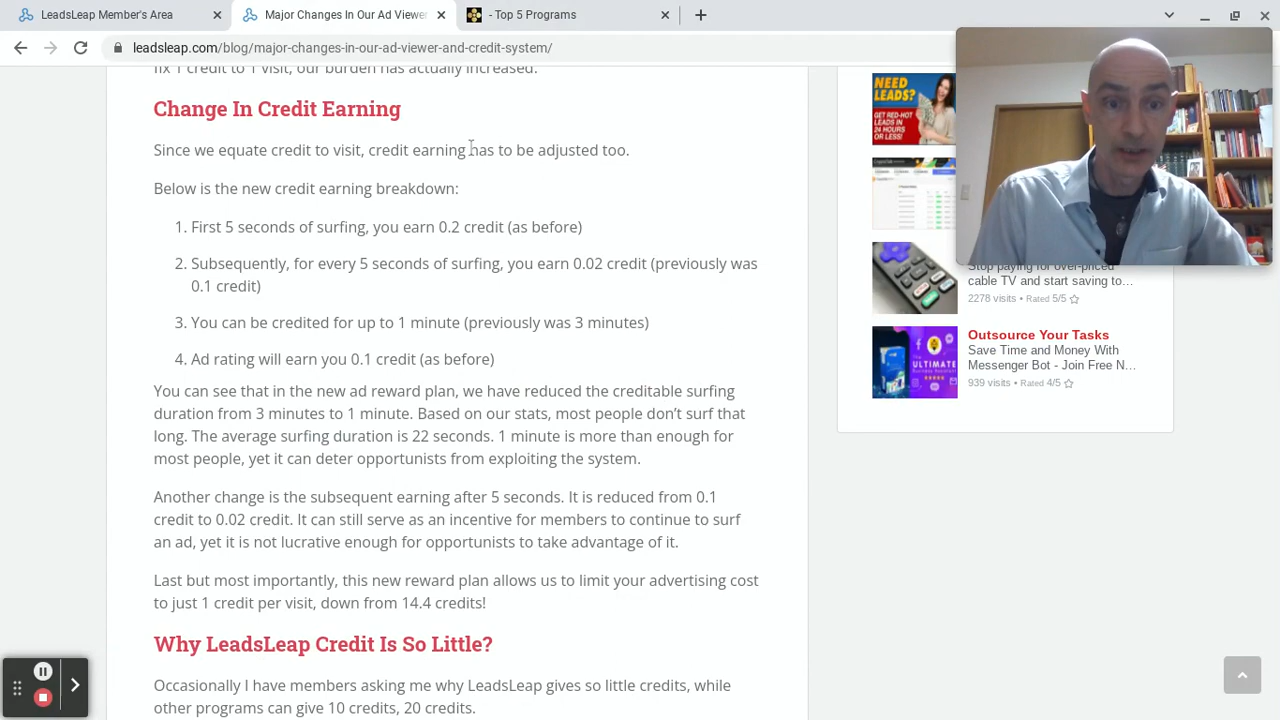 LeadsLeap Member's Area
Major Changes In Our Ad Viewer
- Top 5 Programs
leadsleap.com/blog/major-changes-in-our-ad-viewer-and-credit-system/
fix 1 credit to 1 visit, our burden has actually increased.
Change In Credit Earning
Since we equate credit to visit, credit earning has to be adjusted too.
Below is the new credit earning breakdown:
1. First 5 seconds of surfing, you earn 0.2 credit (as before)
2. Subsequently, for every 5 seconds of surfing, you earn 0.02 credit (previously was
0.1 credit)
3. You can be credited for up to 1 minute (previously was 3 minutes)
4. Ad rating will earn you 0.1 credit (as before)
You can see that in the new ad reward plan, we have reduced the creditable surfing
duration from 3 minutes to 1 minute. Based on our stats, most people don't surf that
long. The average surfing duration is 22 seconds. 1 minute is more than enough for
most people, yet it can deter opportunists from exploiting the system.
Another change is the subsequent earning after 5 seconds. It is reduced from 0.1
credit to 0.02 credit. It can still serve as an incentive for members to continue to surf
an ad, yet it is not lucrative enough for opportunists to take advantage of it.
Last but most importantly, this new reward plan allows us to limit your advertising cost
to just 1 credit per visit, down from 14.4 credits!
Why LeadsLeap Credit Is So Little?
Occasionally I have members asking me why LeadsLeap gives so little credits, while
other programs can give 10 credits, 20 credits.
NEED
LEADS?
GET RED-HOT
LEADS IN
24 HOURS
OR LESS!
Stop paying for over-priced
cable TV and start saving to...
2278 visits • Rated 5/5
Outsource Your Tasks
Save Time and Money With
Messenger Bot - Join Free N...
939 visits • Rated 4/5
ULTIMATE